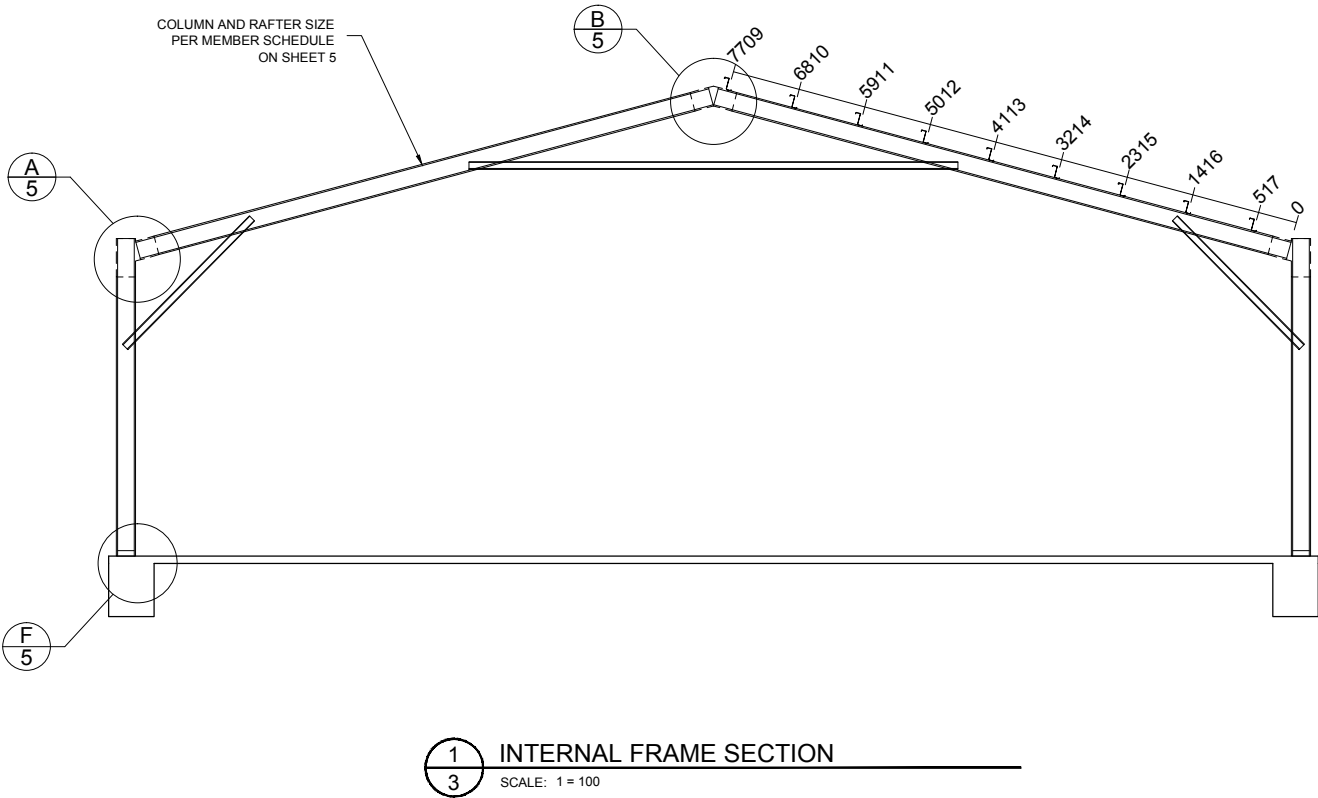 COLUMN AND RAFTER SIZE
PER MEMBER SCHEDULE
ON SHEET 5
B
5
7709
6810
5911
5012
4113
3214
2315
1416
517
0
A
5
F
5
1
3
INTERNAL FRAME SECTION
SCALE: 1 = 100